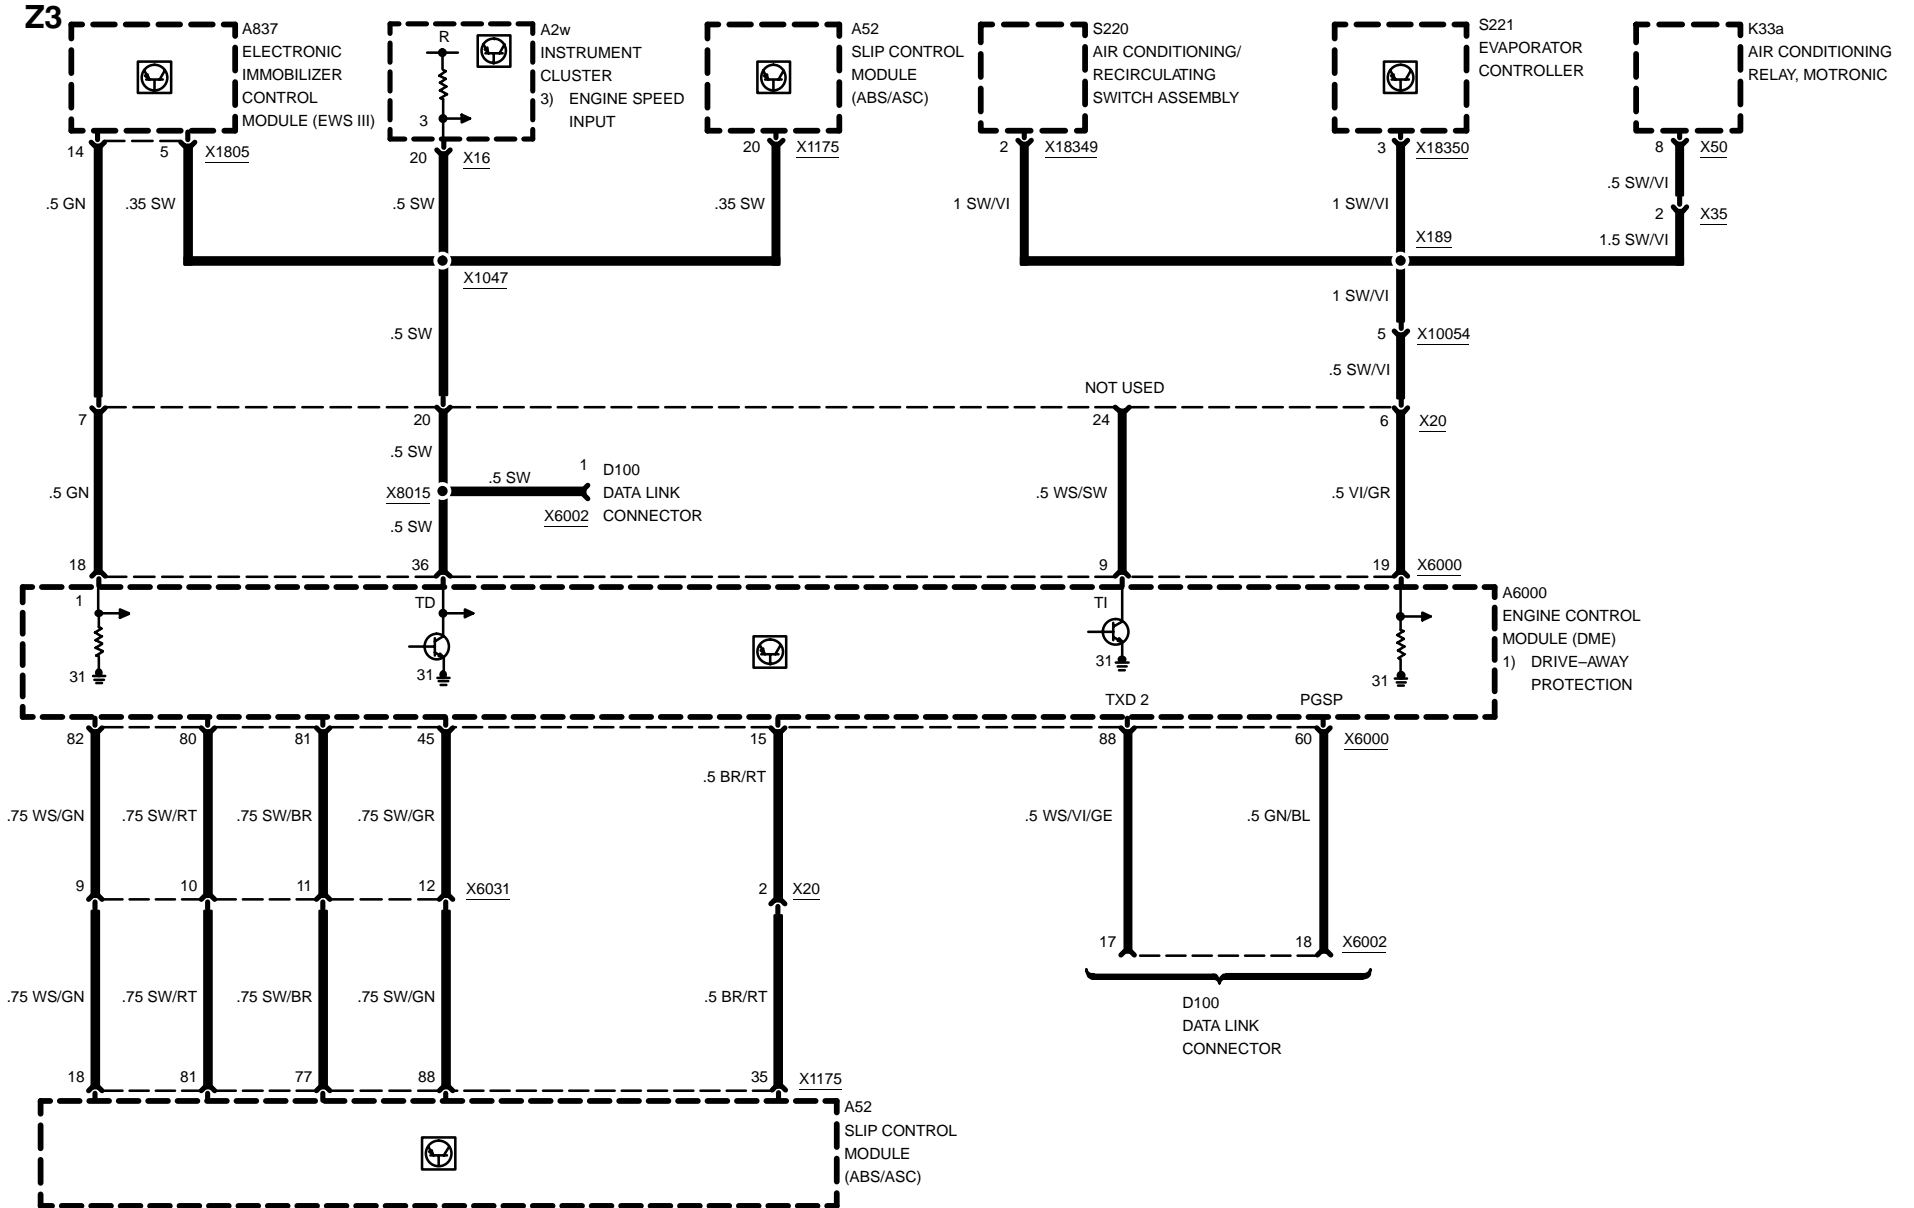 Z3
A837
ELECTRONIC
IMMOBILIZER
CONTROL
MODULE (EWS III)
R
3
A2w
INSTRUMENT
CLUSTER
3) ENGINE SPEED
INPUT
A52
SLIP CONTROL
MODULE
(ABS/ASC)
S220
AIR CONDITIONING/
RECIRCULATING
SWITCH ASSEMBLY
S221
EVAPORATOR
CONTROLLER
K33a
AIR CONDITIONING
RELAY, MOTRONIC
14 5 X1805 20 X16 20 X1175 2 X18349 3 X18350 8 X50
.5 SW/VI
.5 GN .35 SW .5 SW .35 SW 1 SW/VI 1 SW/VI 2 X35
X189 1.5 SW/VI
X1047
1 SW/VI
.5 SW 5 X10054
.5 SW/VI
NOT USED
7 20 24 6 X20
.5 SW
.5 SW 1 D100
.5 GN X8015 DATA LINK .5 WS/SW .5 VI/GR
X6002 CONNECTOR
.5 SW
18 36 9 19 X6000
1 TD TI
31 31 31 31
A6000
ENGINE CONTROL
MODULE (DME)
1) DRIVE–AWAY
PROTECTION
TXD 2 PGSP
82 80 81 45 15 88 60 X6000
.5 BR/RT
.75 WS/GN .75 SW/RT .75 SW/BR .75 SW/GR .5 WS/VI/GE .5 GN/BL
9 10 11 12 X6031 2 X20
17 18 X6002
.75 WS/GN .75 SW/RT .75 SW/BR .75 SW/GN .5 BR/RT
D100
DATA LINK
CONNECTOR
18 81 77 88 35 X1175
A52
SLIP CONTROL
MODULE
(ABS/ASC)